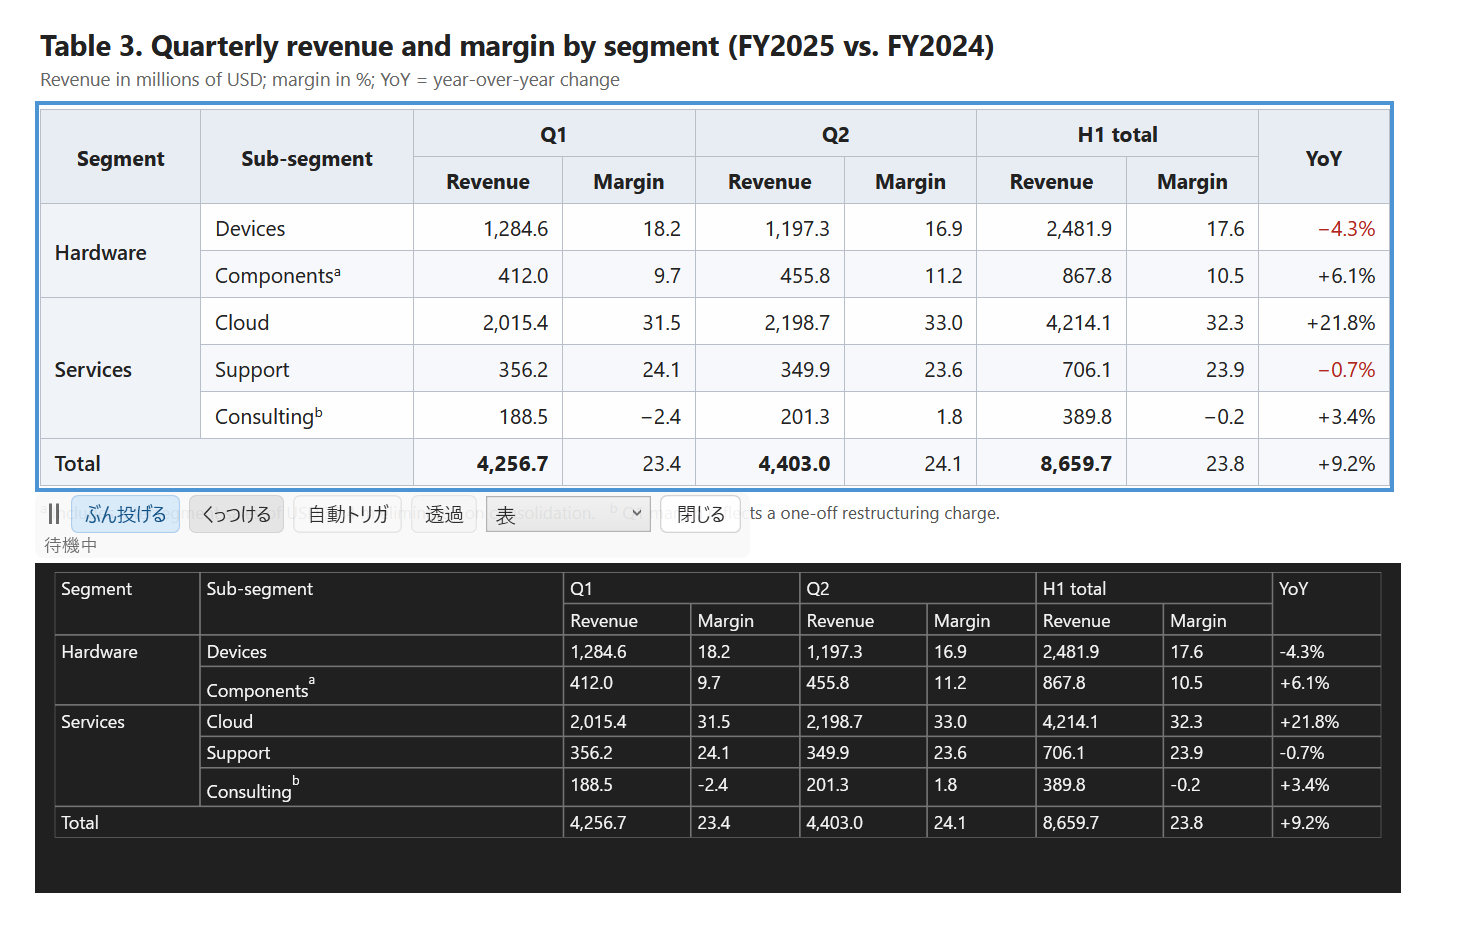 Table 3. Quarterly revenue and margin by segment (FY2025 vs. FY2024)
Revenue in millions of USD; margin in %; YoY = year-over-year change
Segment Sub-segment Q1 Q2 H1 total YoY
Revenue Margin Revenue Margin Revenue Margin
Hardware Devices 1,284.6 18.2 1,197.3 16.9 2,481.9 17.6 −4.3%
Componentsᵃ 412.0 9.7 455.8 11.2 867.8 10.5 +6.1%
Services Cloud 2,015.4 31.5 2,198.7 33.0 4,214.1 32.3 +21.8%
Support 356.2 24.1 349.9 23.6 706.1 23.9 −0.7%
Consultingᵇ 188.5 −2.4 201.3 1.8 389.8 −0.2 +3.4%
Total 4,256.7 23.4 4,403.0 24.1 8,659.7 23.8 +9.2%
ぶん投げる くっつける 自動トリガ 透過 表 閉じる a one-off restructuring charge.
待機中
Segment Sub-segment Q1 Q2 H1 total YoY
Revenue Margin Revenue Margin Revenue Margin
Hardware Devices 1,284.6 18.2 1,197.3 16.9 2,481.9 17.6 -4.3%
Componentsᵃ 412.0 9.7 455.8 11.2 867.8 10.5 +6.1%
Services Cloud 2,015.4 31.5 2,198.7 33.0 4,214.1 32.3 +21.8%
Support 356.2 24.1 349.9 23.6 706.1 23.9 -0.7%
Consultingᵇ 188.5 -2.4 201.3 1.8 389.8 -0.2 +3.4%
Total 4,256.7 23.4 4,403.0 24.1 8,659.7 23.8 +9.2%